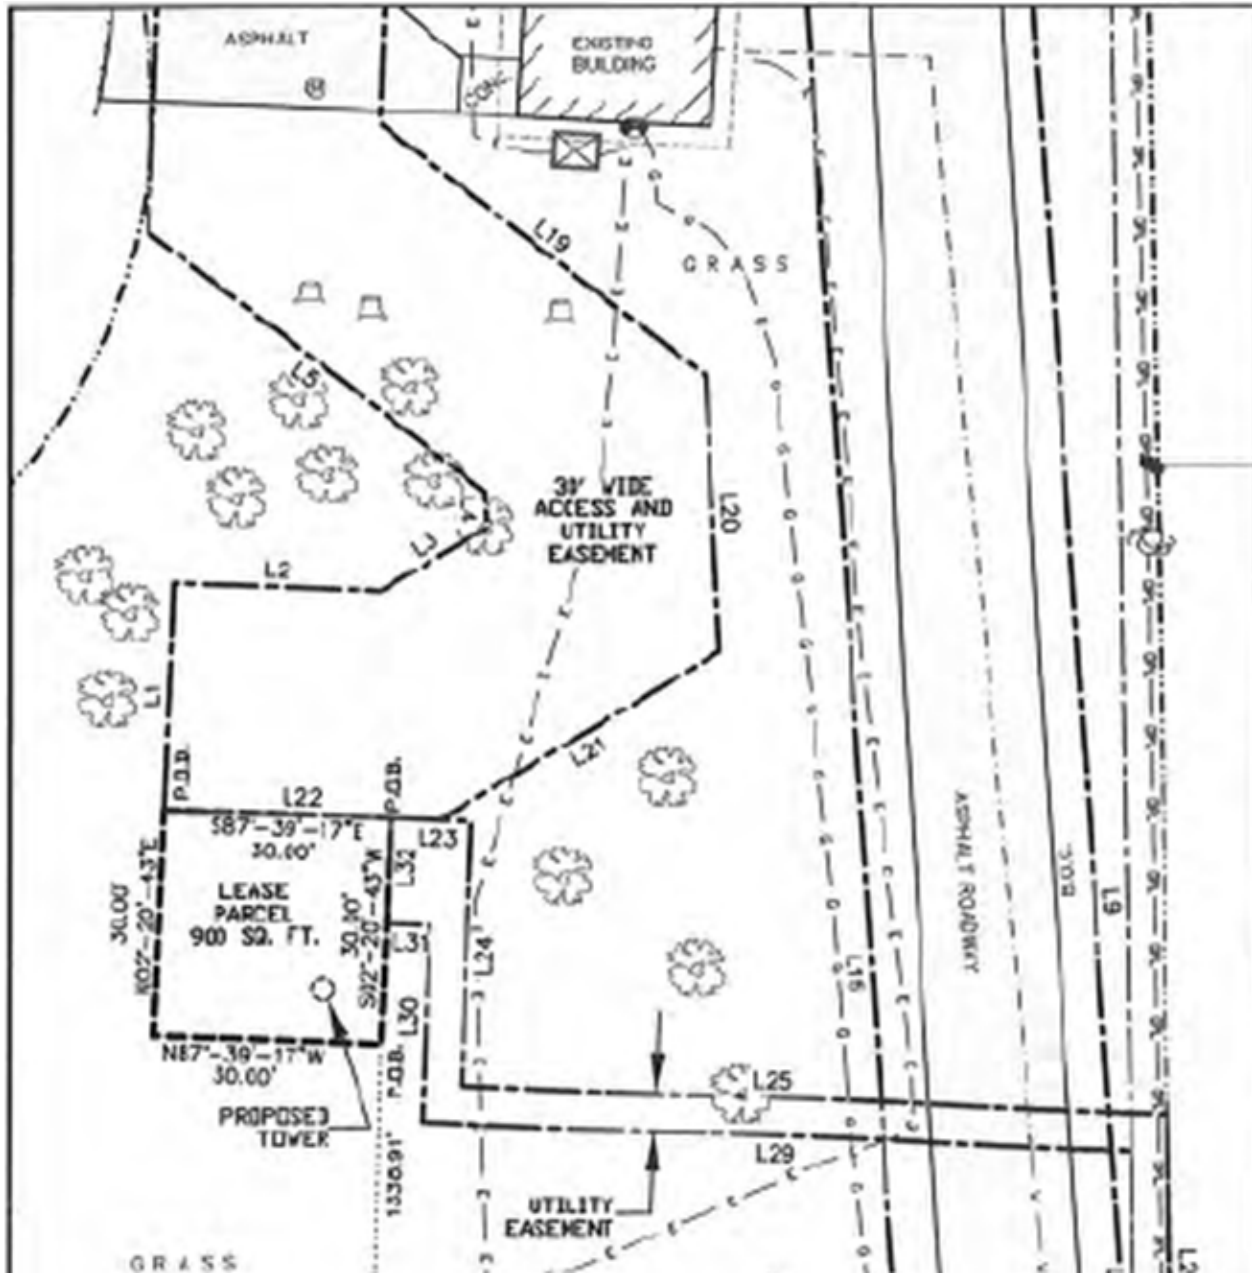 ASPHALT
EXISTING
BUILDING
CONC.
L19
GRASS
L5
30' WIDE
ACCESS AND
UTILITY
EASEMENT
L20
L3
L2
L1
L21
P.O.B.
P.O.B.
L22
L23
S87°-39'-17"E
30.00'
LEASE
PARCEL
900 SQ. FT.
30.00'
N02°-20'-43"E
S02°-20'-43"W
30.00'
L32
L31
L30
L24
N87°-39'-17"W
30.00'
PROPOSED
TOWER
P.O.B.
1336.91'
L25
L29
UTILITY
EASEMENT
GRASS
ASPHALT ROADWAY
L9